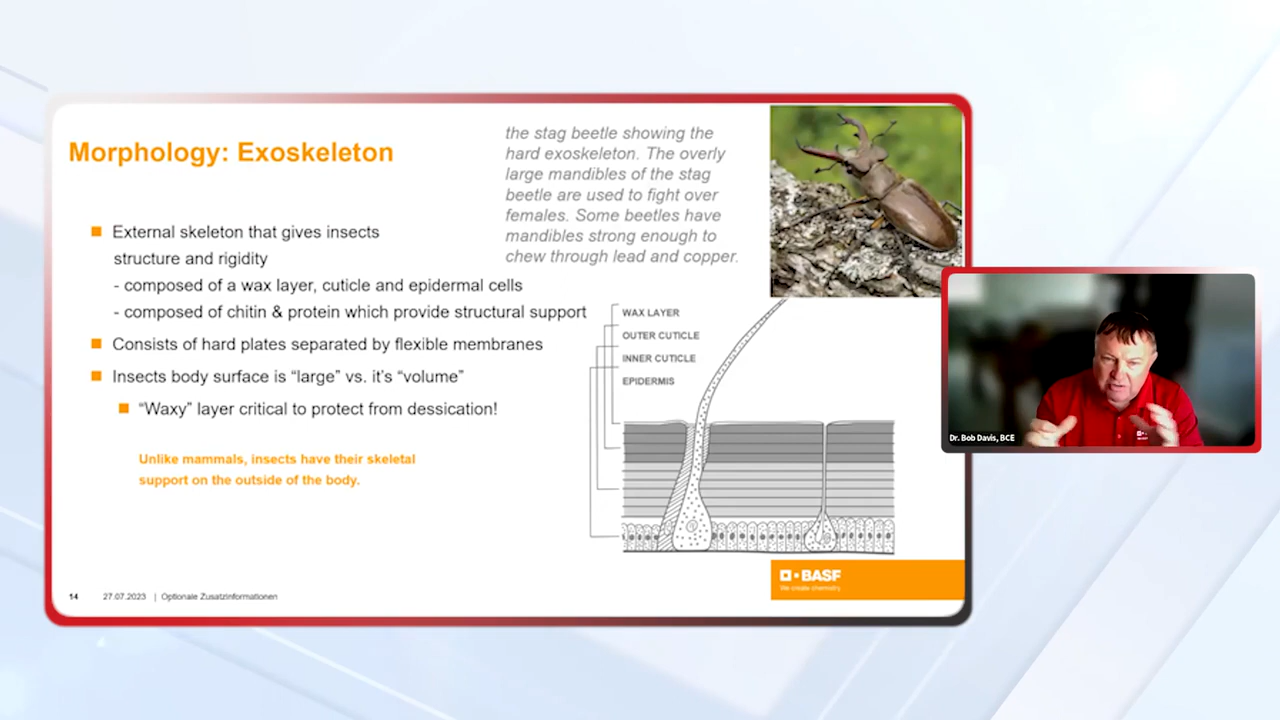 Morphology: Exoskeleton
the stag beetle showing the
hard exoskeleton. The overly
large mandibles of the stag
beetle are used to fight over
females. Some beetles have
mandibles strong enough to
chew through lead and copper.
External skeleton that gives insects
structure and rigidity
- composed of a wax layer, cuticle and epidermal cells
- composed of chitin & protein which provide structural support
Consists of hard plates separated by flexible membranes
Insects body surface is “large” vs. it’s “volume”
“Waxy” layer critical to protect from dessication!
Unlike mammals, insects have their skeletal
support on the outside of the body.
WAX LAYER
OUTER CUTICLE
INNER CUTICLE
EPIDERMIS
Dr. Bob Davis, BCE
BASF
We create chemistry
14 27.07.2023 | Optionale Zusatzinformationen